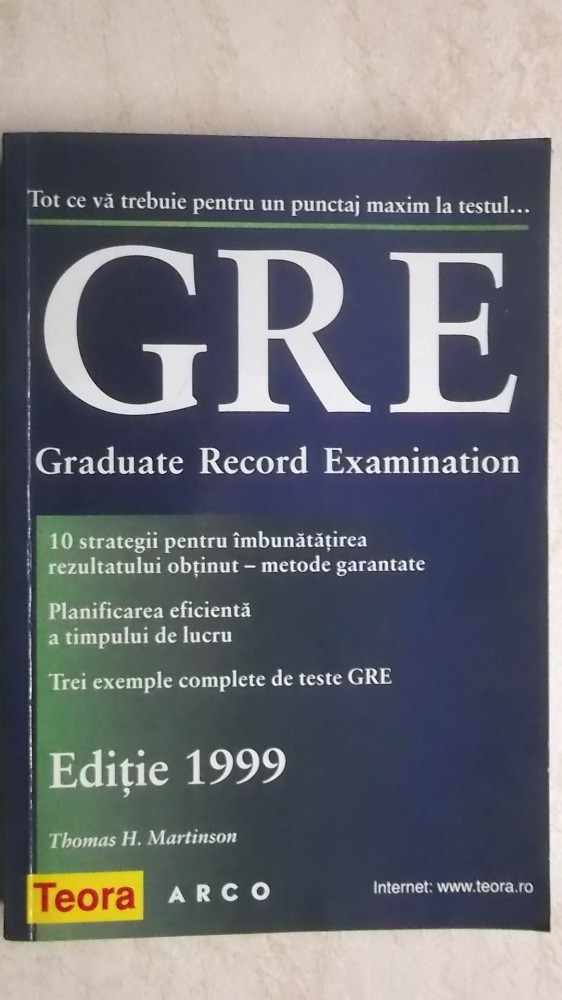 Tot ce vă trebuie pentru un punctaj maxim la testul...
GRE
Graduate Record Examination
10 strategii pentru îmbunătățirea
rezultatului obținut – metode garantate
Planificarea eficientă
a timpului de lucru
Trei exemple complete de teste GRE
Ediție 1999
Thomas H. Martinson
Teora ARCO Internet: www.teora.ro